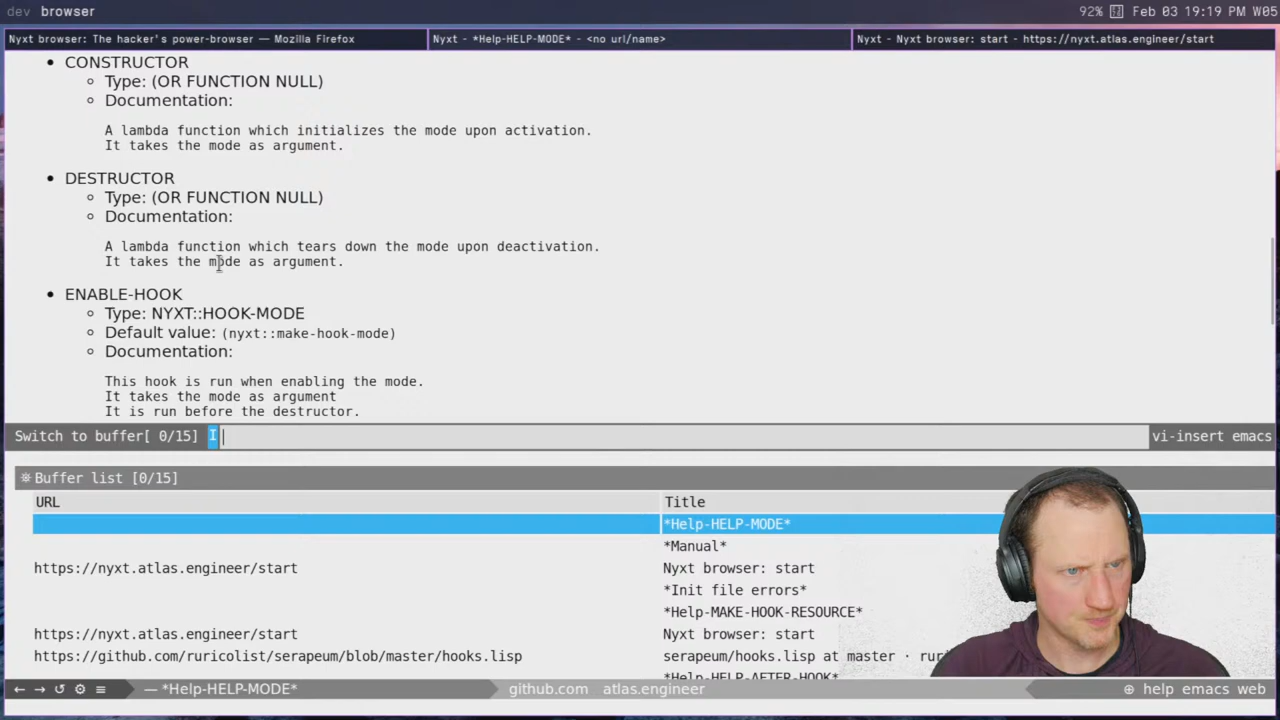 dev browser
92% Feb 03 19:19 PM W05
Nyxt browser: The hacker's power-browser — Mozilla Firefox
Nyxt - *Help-HELP-MODE* - <no url/name>
Nyxt - Nyxt browser: start - https://nyxt.atlas.engineer/start
• CONSTRUCTOR
◦ Type: (OR FUNCTION NULL)
◦ Documentation:
A lambda function which initializes the mode upon activation.
It takes the mode as argument.
• DESTRUCTOR
◦ Type: (OR FUNCTION NULL)
◦ Documentation:
A lambda function which tears down the mode upon deactivation.
It takes the mode as argument.
• ENABLE-HOOK
◦ Type: NYXT::HOOK-MODE
◦ Default value: (nyxt::make-hook-mode)
◦ Documentation:
This hook is run when enabling the mode.
It takes the mode as argument
It is run before the destructor.
Switch to buffer[ 0/15] I vi-insert emacs
Buffer list [0/15]
URL Title
*Help-HELP-MODE*
*Manual*
https://nyxt.atlas.engineer/start Nyxt browser: start
*Init file errors*
*Help-MAKE-HOOK-RESOURCE*
https://nyxt.atlas.engineer/start Nyxt browser: start
https://github.com/ruricolist/serapeum/blob/master/hooks.lisp serapeum/hooks.lisp at master ·
*Help-HELP-AFTER-HOOK*
— *Help-HELP-MODE* github.com atlas.engineer help emacs web